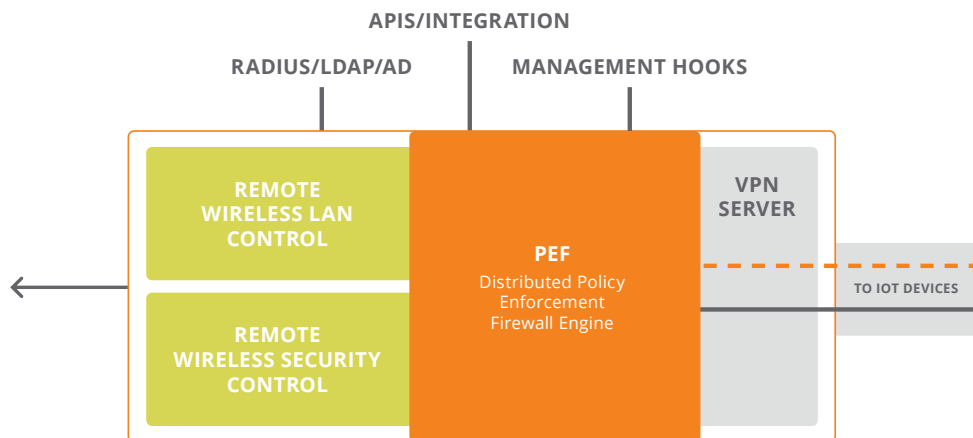 APIS/INTEGRATION
RADIUS/LDAP/AD
MANAGEMENT HOOKS
REMOTE
WIRELESS LAN
CONTROL
REMOTE
WIRELESS SECURITY
CONTROL
PEF
Distributed Policy
Enforcement
Firewall Engine
VPN
SERVER
TO IOT DEVICES